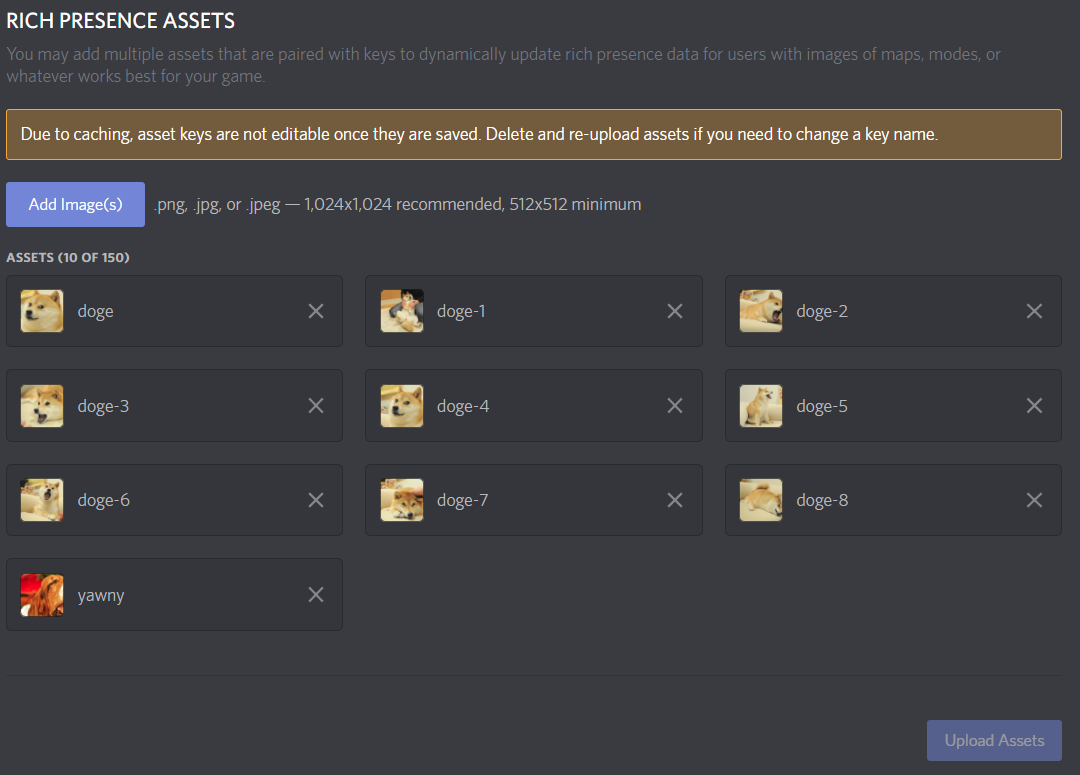 RICH PRESENCE ASSETS
You may add multiple assets that are paired with keys to dynamically update rich presence data for users with images of maps, modes, or
whatever works best for your game.
Due to caching, asset keys are not editable once they are saved. Delete and re-upload assets if you need to change a key name.
Add Image(s) .png, .jpg, or .jpeg — 1,024x1,024 recommended, 512x512 minimum
ASSETS (10 OF 150)
doge
doge-1
doge-2
doge-3
doge-4
doge-5
doge-6
doge-7
doge-8
yawny
Upload Assets